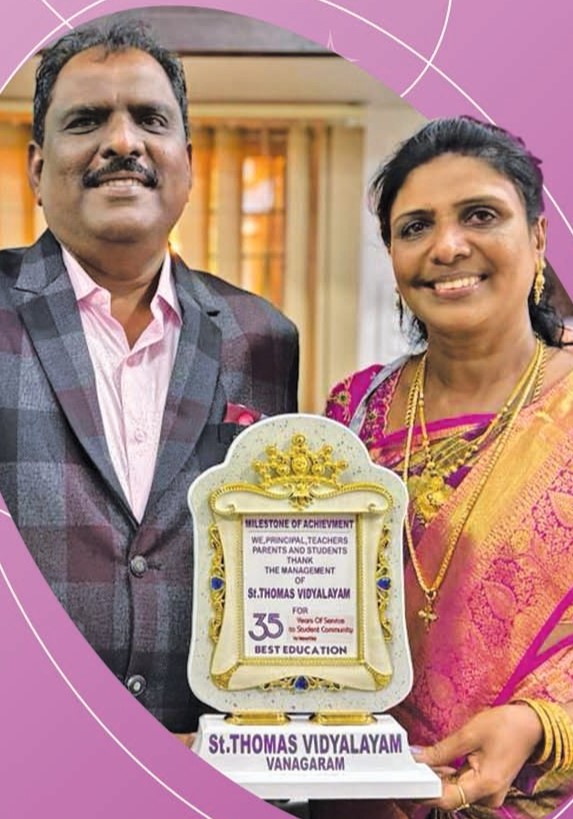 MILESTONE OF ACHIEVMENT
WE,PRINCIPAL,TEACHERS
PARENTS AND STUDENTS
THANK
THE MANAGEMENT
OF
St.THOMAS VIDYALAYAM
FOR
35 Years Of Service
to Student Community
BEST EDUCATION
St.THOMAS VIDYALAYAM
VANAGARAM